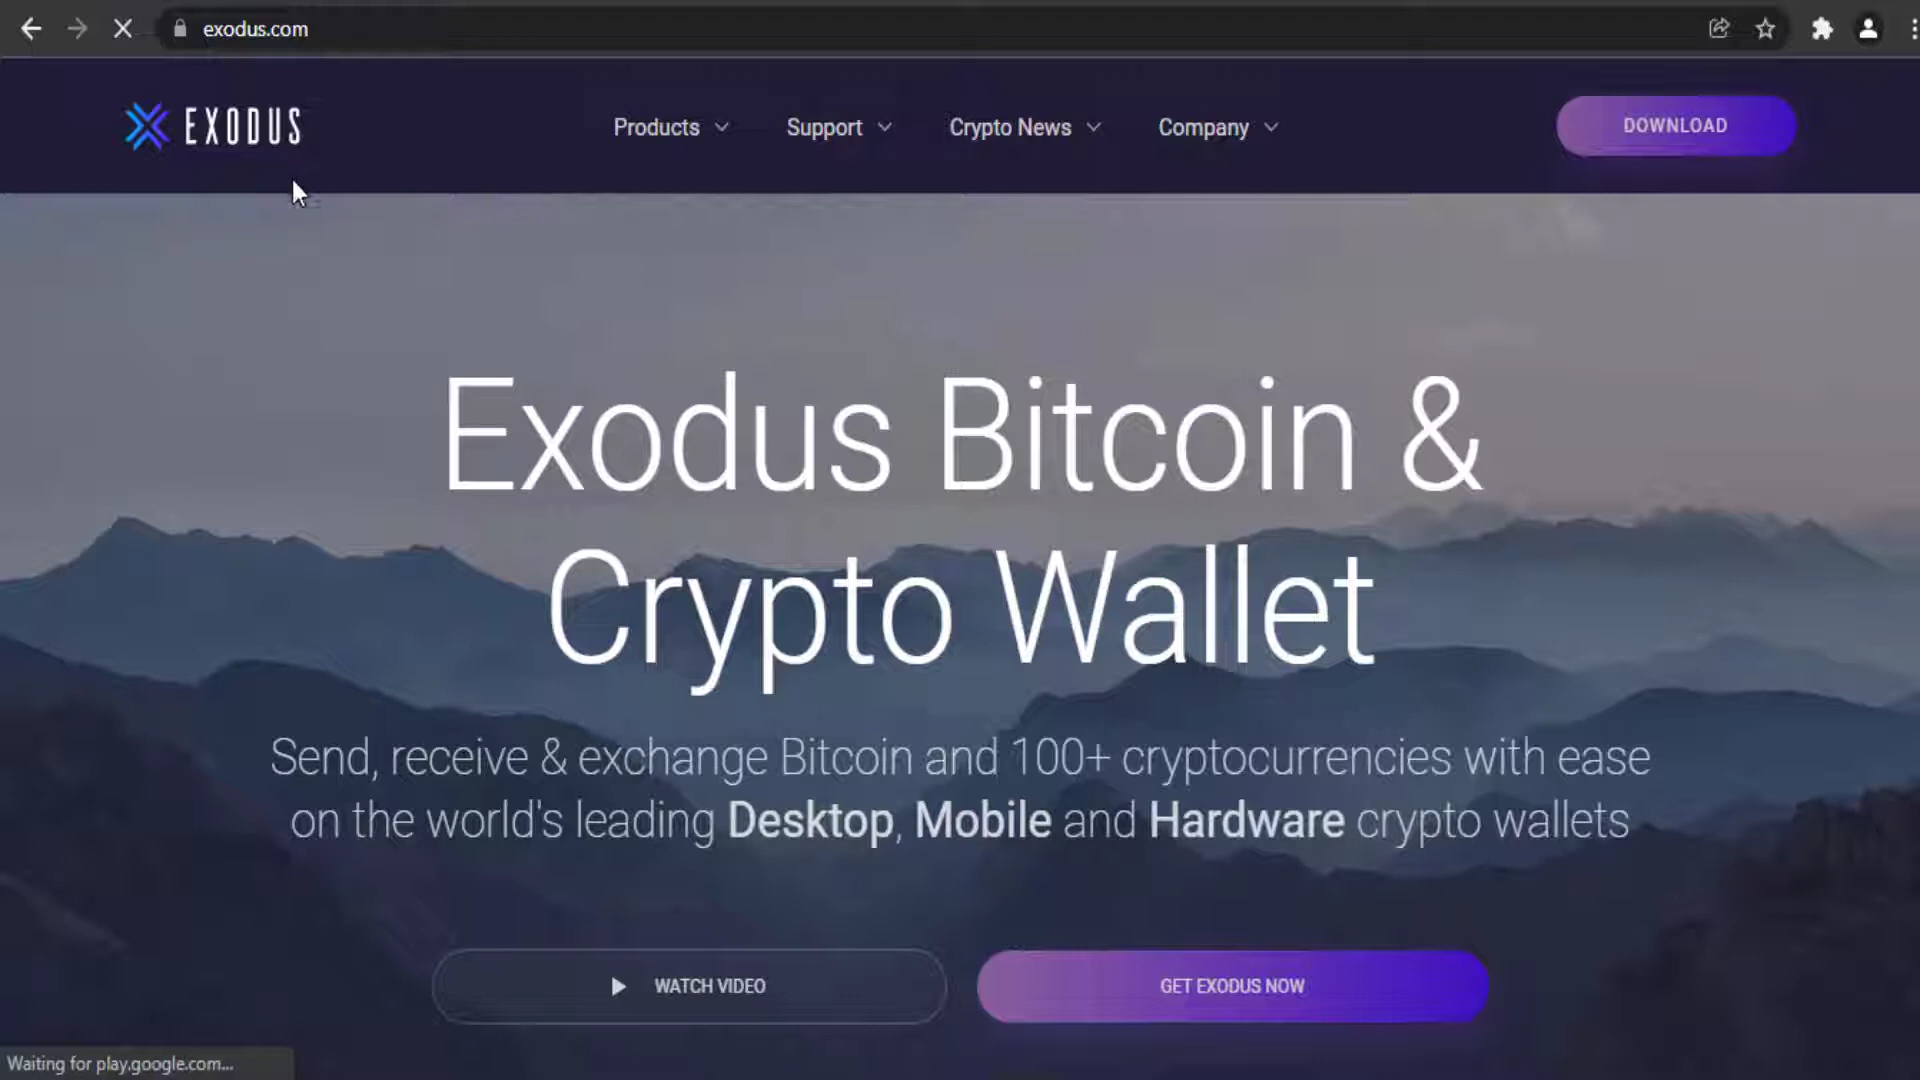 exodus.com
EXODUS
Products
Support
Crypto News
Company
DOWNLOAD
Exodus Bitcoin &
Crypto Wallet
Send, receive & exchange Bitcoin and 100+ cryptocurrencies with ease
on the world's leading Desktop, Mobile and Hardware crypto wallets
WATCH VIDEO
GET EXODUS NOW
Waiting for play.google.com...